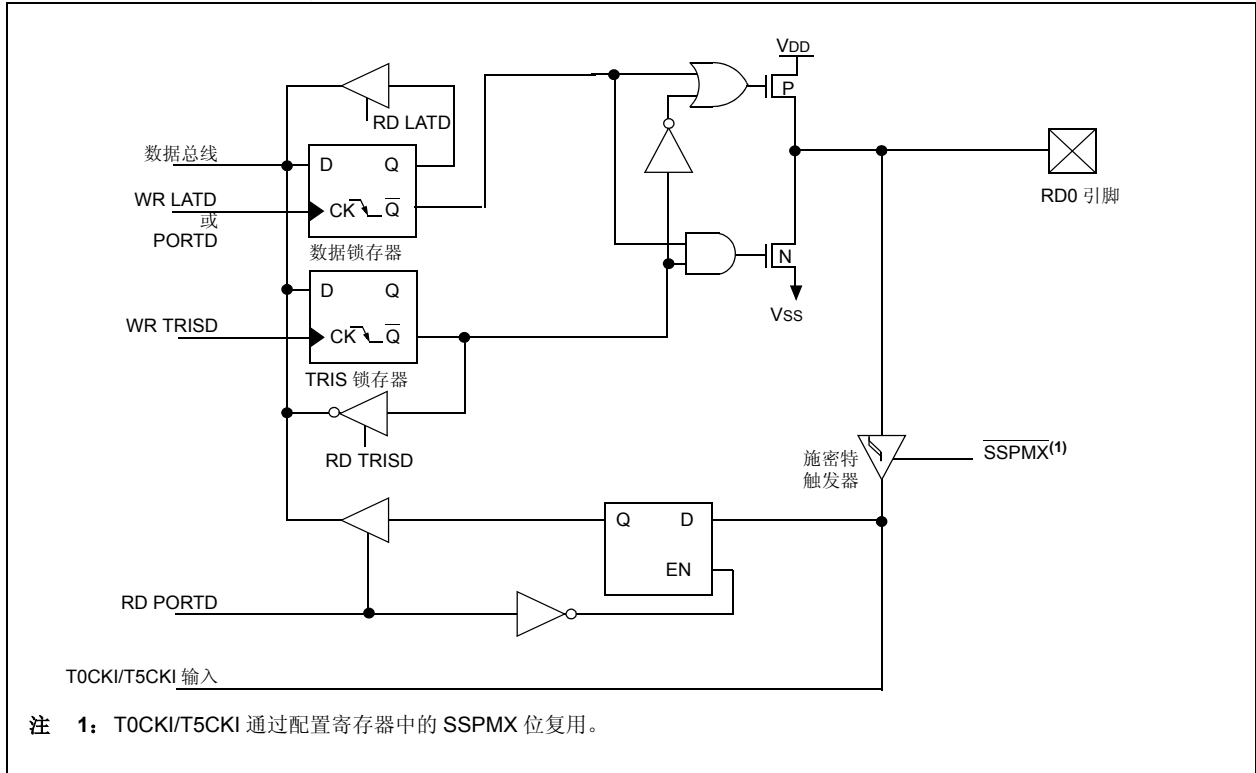 VDD
P
RD LATD
数据总线
D Q
WR LATD
或
PORTD
CK Q̅
数据锁存器
RD0 引脚
N
VSS
D Q
WR TRISD
CK Q̅
TRIS 锁存器
RD TRISD
施密特
触发器
S̅S̅P̅M̅X̅(1)
Q D
EN
RD PORTD
T0CKI/T5CKI 输入
注 1: T0CKI/T5CKI 通过配置寄存器中的 SSPMX 位复用。